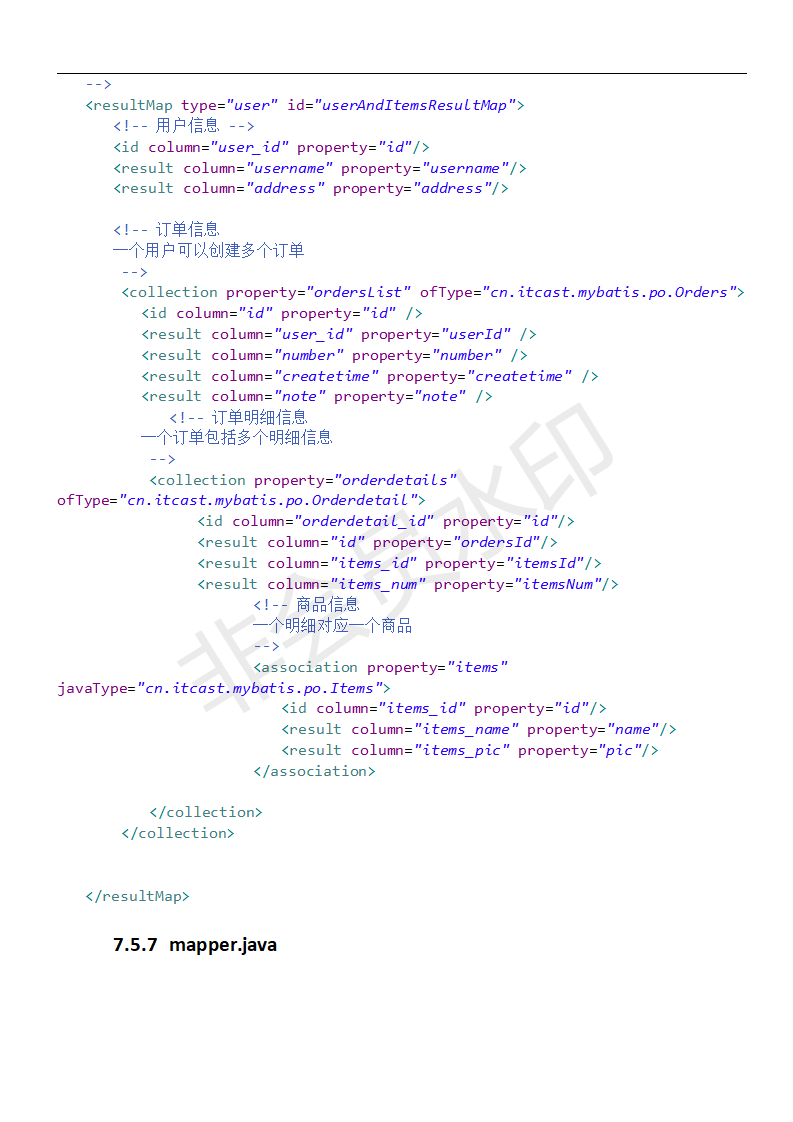 -->
<resultMap type="user" id="userAndItemsResultMap">
<!-- 用户信息 -->
<id column="user_id" property="id"/>
<result column="username" property="username"/>
<result column="address" property="address"/>
<!-- 订单信息
一个用户可以创建多个订单
-->
<collection property="ordersList" ofType="cn.itcast.mybatis.po.Orders">
<id column="id" property="id" />
<result column="user_id" property="userId" />
<result column="number" property="number" />
<result column="createtime" property="createtime" />
<result column="note" property="note" />
<!-- 订单明细信息
一个订单包括多个明细信息
-->
<collection property="orderdetails"
ofType="cn.itcast.mybatis.po.Orderdetail">
<id column="orderdetail_id" property="id"/>
<result column="id" property="ordersId"/>
<result column="items_id" property="itemsId"/>
<result column="items_num" property="itemsNum"/>
<!-- 商品信息
一个明细对应一个商品
-->
<association property="items"
javaType="cn.itcast.mybatis.po.Items">
<id column="items_id" property="id"/>
<result column="items_name" property="name"/>
<result column="items_pic" property="pic"/>
</association>
</collection>
</collection>
</resultMap>
7.5.7 mapper.java
非会员水印